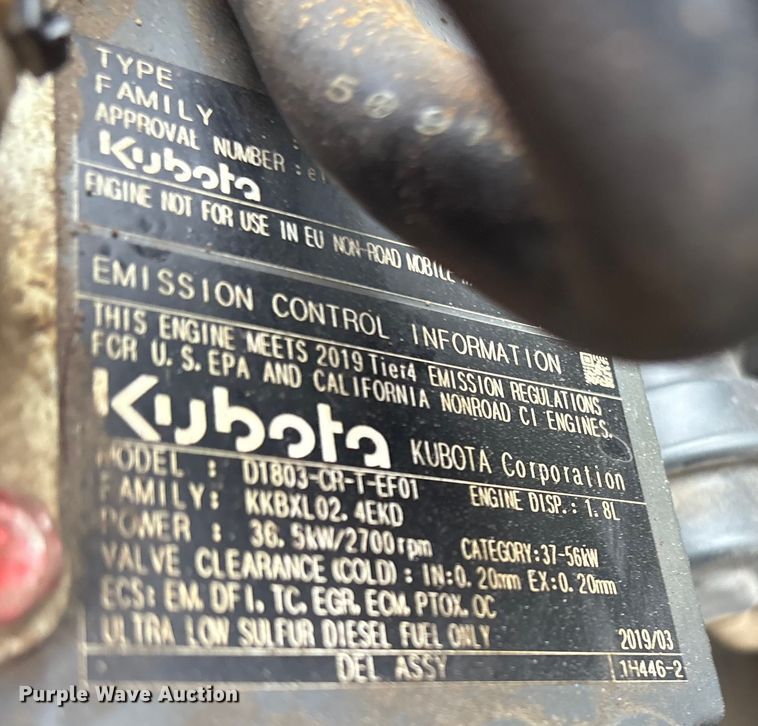 TYPE
FAMILY :
APPROVAL NUMBER : e1
Kubota
ENGINE NOT FOR USE IN EU NON-ROAD MOBILE
EMISSION CONTROL INFORMATION
THIS ENGINE MEETS 2019 Tier4 EMISSION REGULATIONS
FOR U.S.EPA AND CALIFORNIA NONROAD CI ENGINES.
Kubota KUBOTA Corporation
MODEL : D1803-CR-T-EF01 ENGINE DISP.: 1.8L
FAMILY: KKBXL02.4EKD
POWER : 36.5kW/2700rpm CATEGORY:37-56kW
VALVE CLEARANCE(COLD): IN:0.20mm EX:0.20mm
ECS: EM, DFI, TC, EGR, ECM, PTOX, OC
ULTRA LOW SULFUR DIESEL FUEL ONLY 2019/03
DEL ASSY 1H446-2
Purple Wave Auction